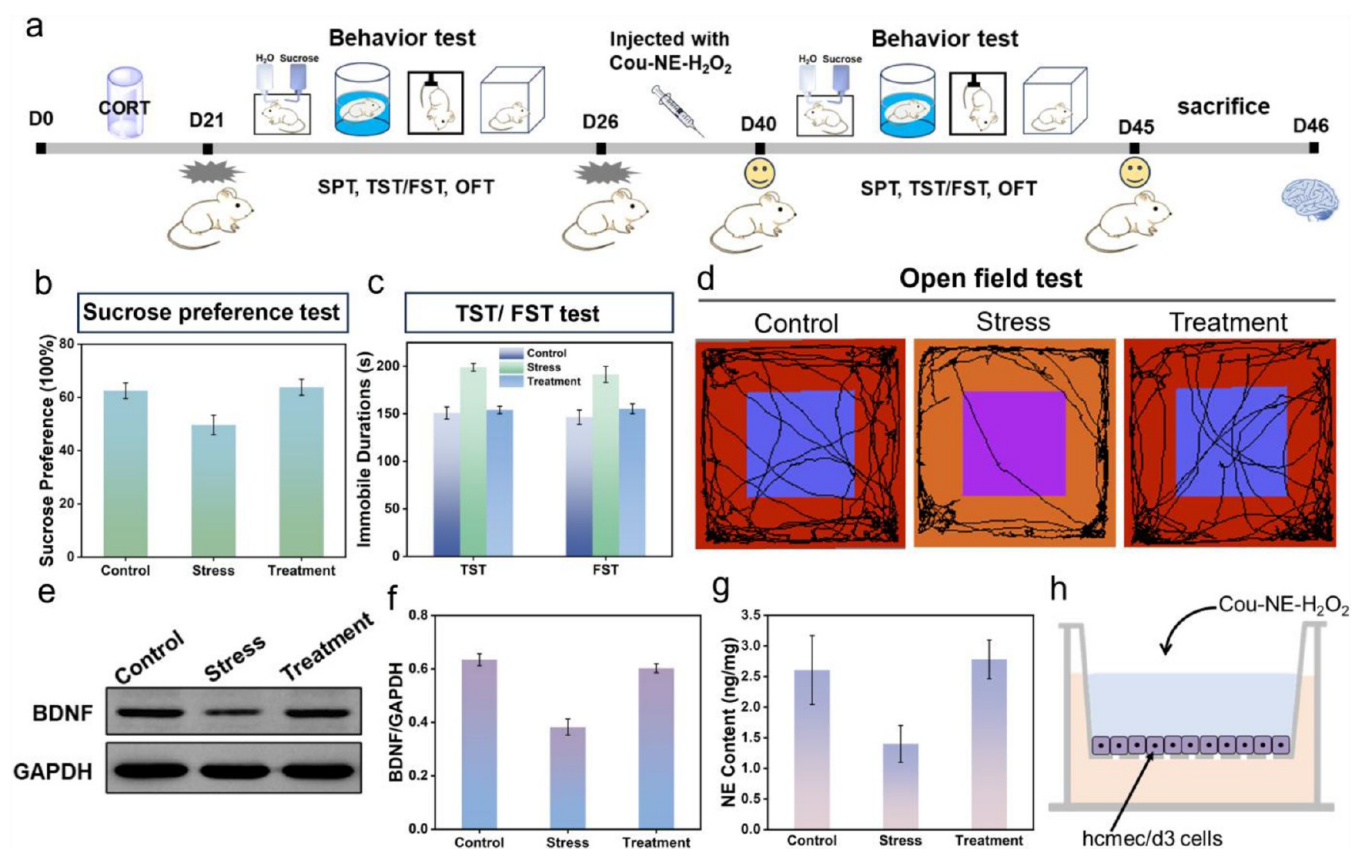 a
Behavior test
Injected with
Cou-NE-H₂O₂
Behavior test
H₂O Sucrose
H₂O Sucrose
CORT
sacrifice
D0
D21
D26
D40
D45
D46
SPT, TST/FST, OFT
SPT, TST/FST, OFT
b
Sucrose preference test
Sucrose Preference (100%)
80
60
40
20
0
Control
Stress
Treatment
c
TST/ FST test
Immobile Durations (s)
200
150
100
50
0
Control
Stress
Treatment
TST
FST
d
Open field test
Control
Stress
Treatment
e
Control
Stress
Treatment
BDNF
GAPDH
f
BDNF/GAPDH
0.8
0.6
0.4
0.2
0.0
Control
Stress
Treatment
g
NE Content (ng/mg)
3.5
3.0
2.5
2.0
1.5
1.0
0.5
0.0
Control
Stress
Treatment
h
Cou-NE-H₂O₂
hcmec/d3 cells